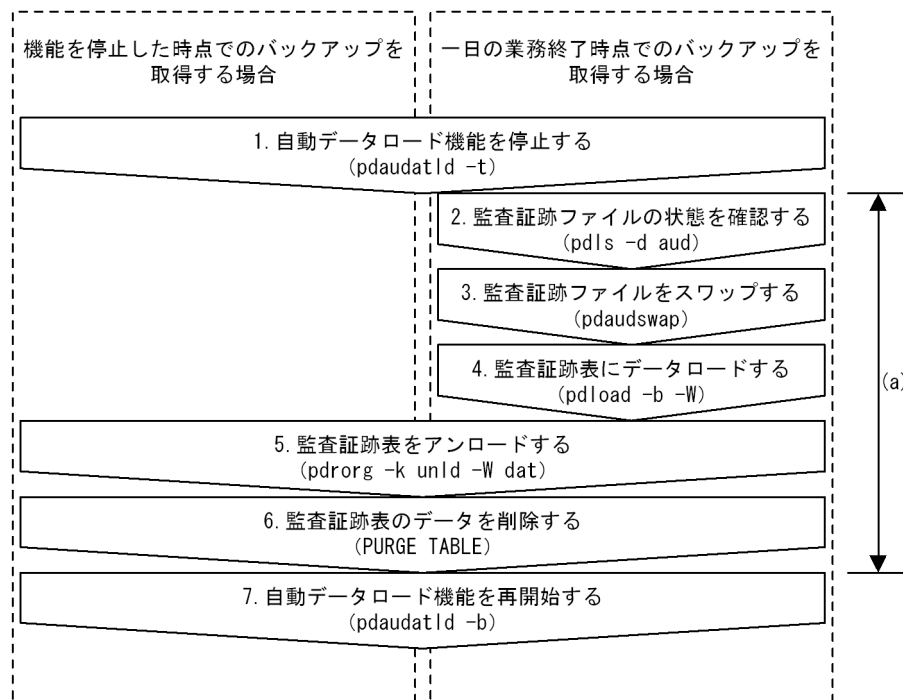 機能を停止した時点でのバックアップを
取得する場合
一日の業務終了時点でのバックアップを
取得する場合
1. 自動データロード機能を停止する
(pdaudatld -t)
2. 監査証跡ファイルの状態を確認する
(pdls -d aud)
3. 監査証跡ファイルをスワップする
(pdaudswap)
4. 監査証跡表にデータロードする
(pdload -b -W)
(a)
5. 監査証跡表をアンロードする
(pdrorg -k unld -W dat)
6. 監査証跡表のデータを削除する
(PURGE TABLE)
7. 自動データロード機能を再開始する
(pdaudatld -b)